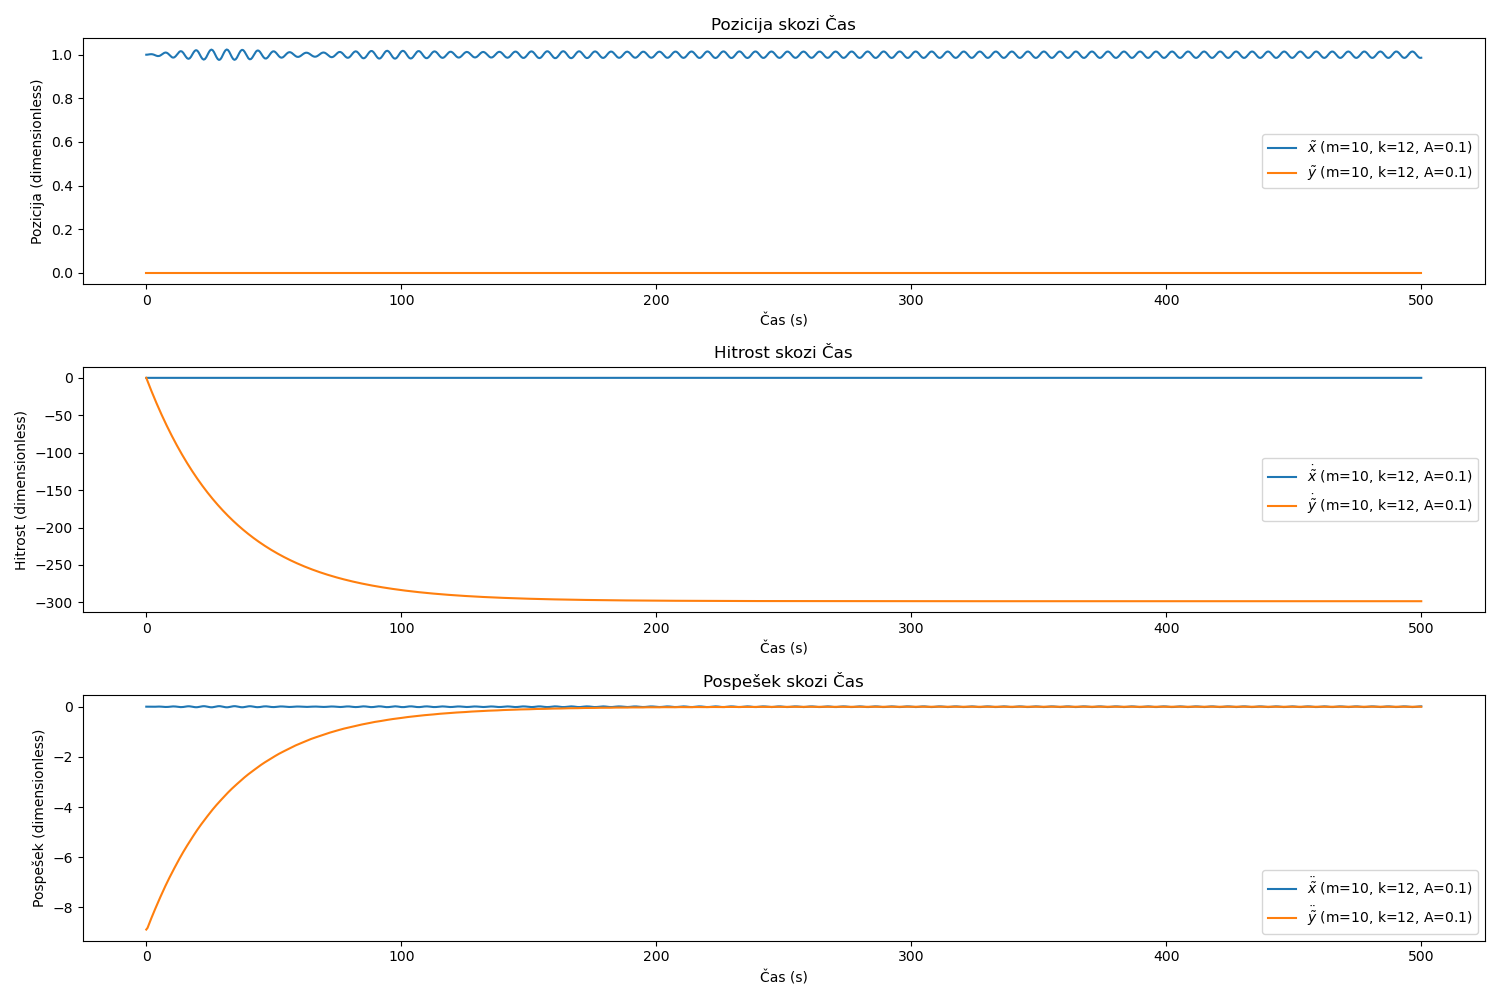 Pozicija skozi Čas
Pozicija (dimensionless)
1.0
0.8
0.6
0.4
0.2
0.0
x̃ (m=10, k=12, A=0.1)
ỹ (m=10, k=12, A=0.1)
0 100 200 300 400 500
Čas (s)
Hitrost skozi Čas
Hitrost (dimensionless)
0
−50
−100
−150
−200
−250
−300
x̃̇ (m=10, k=12, A=0.1)
ỹ̇ (m=10, k=12, A=0.1)
0 100 200 300 400 500
Čas (s)
Pospešek skozi Čas
Pospešek (dimensionless)
0
−2
−4
−6
−8
x̃̈ (m=10, k=12, A=0.1)
ỹ̈ (m=10, k=12, A=0.1)
0 100 200 300 400 500
Čas (s)